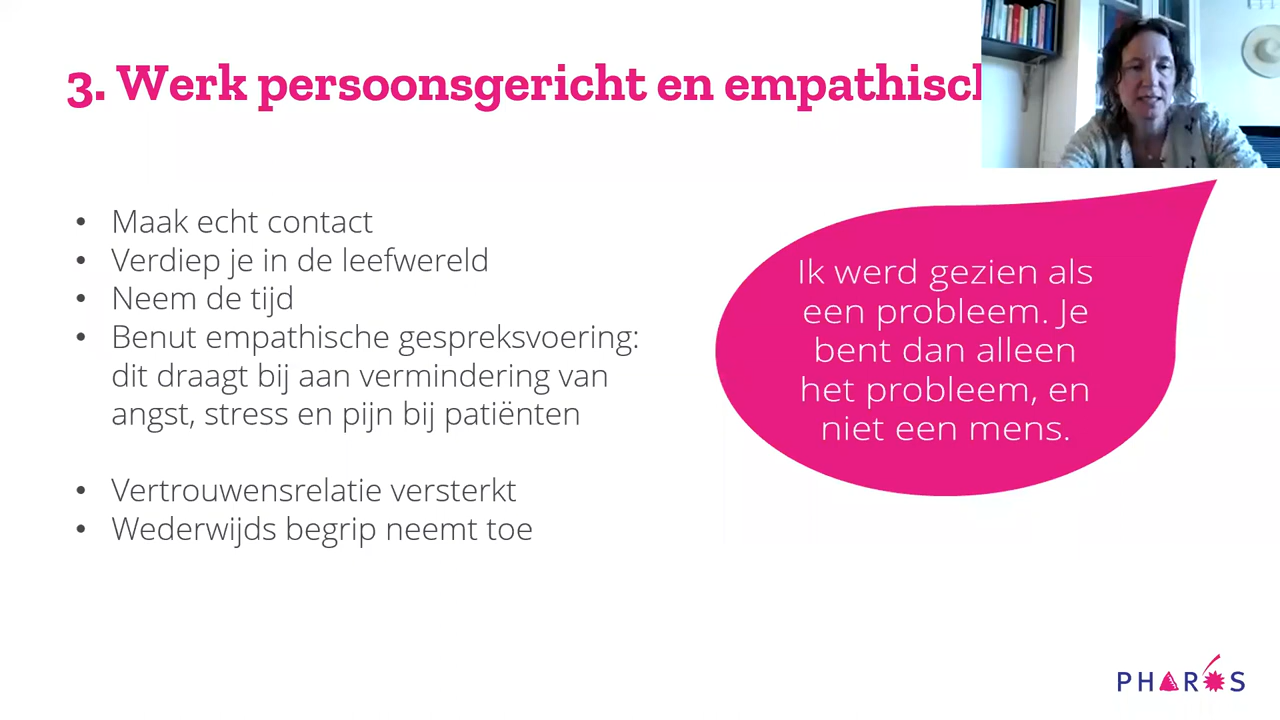 3. Werk persoonsgericht en empathisch
• Maak echt contact
• Verdiep je in de leefwereld
• Neem de tijd
• Benut empathische gespreksvoering:
dit draagt bij aan vermindering van
angst, stress en pijn bij patiënten
• Vertrouwensrelatie versterkt
• Wederwijds begrip neemt toe
Ik werd gezien als
een probleem. Je
bent dan alleen
het probleem, en
niet een mens.
PHAROS